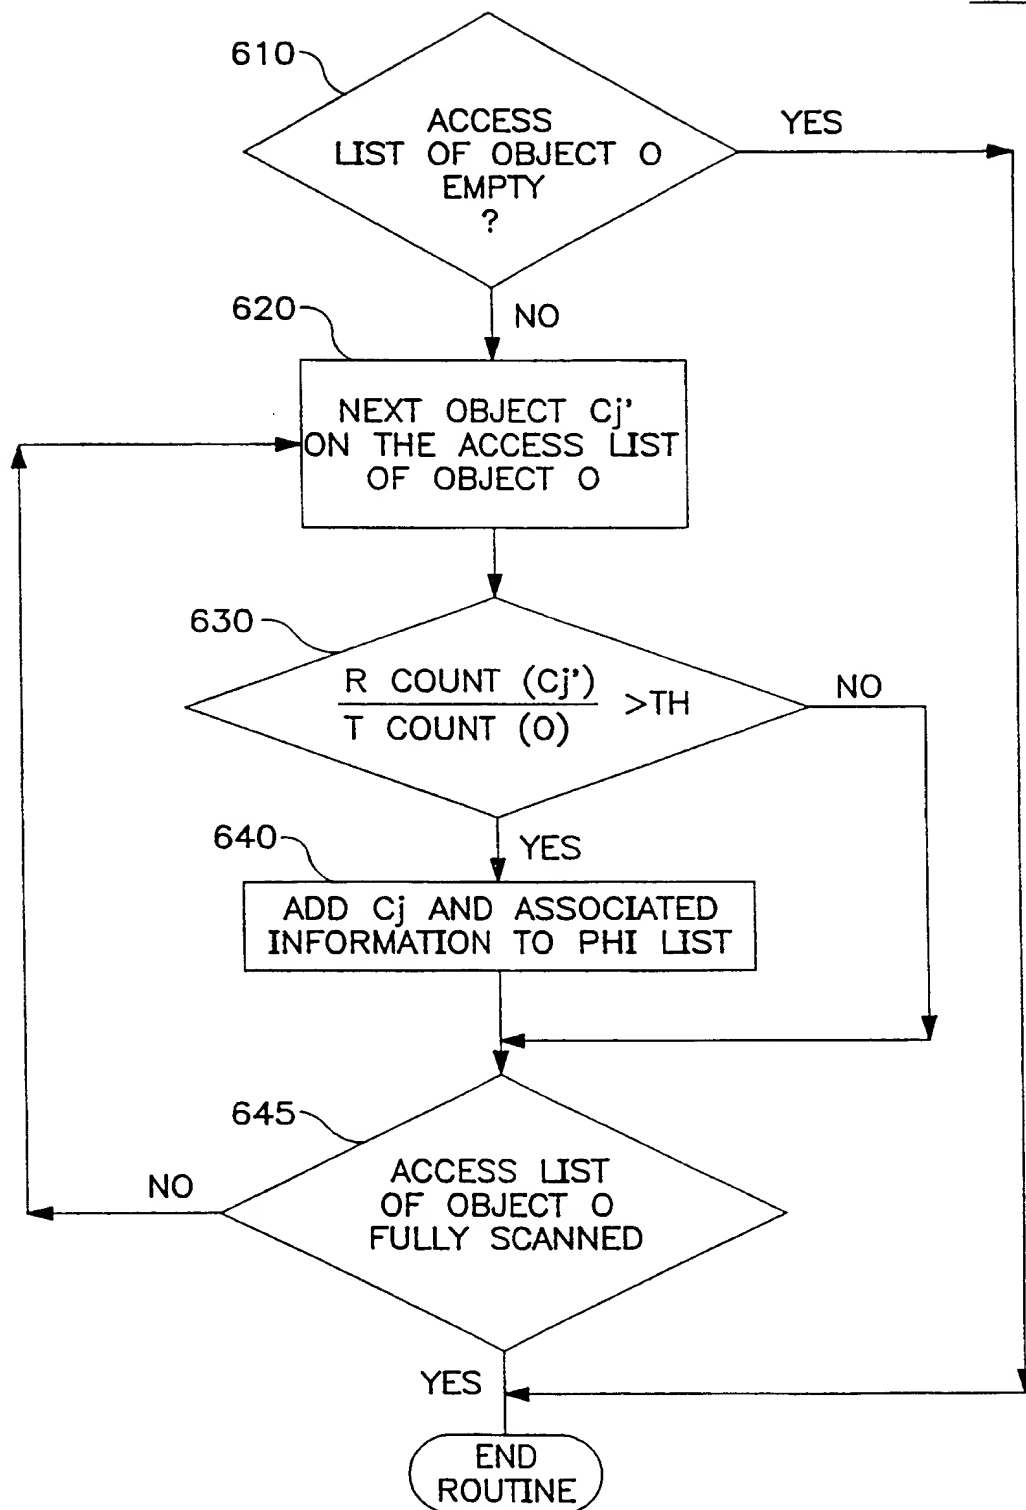 610
ACCESS
LIST OF OBJECT O
EMPTY
?
YES
NO
620
NEXT OBJECT Cj'
ON THE ACCESS LIST
OF OBJECT O
630
R COUNT (Cj')
T COUNT (O)
>TH
NO
YES
640
ADD Cj AND ASSOCIATED
INFORMATION TO PHI LIST
645
ACCESS LIST
OF OBJECT O
FULLY SCANNED
NO
YES
END
ROUTINE